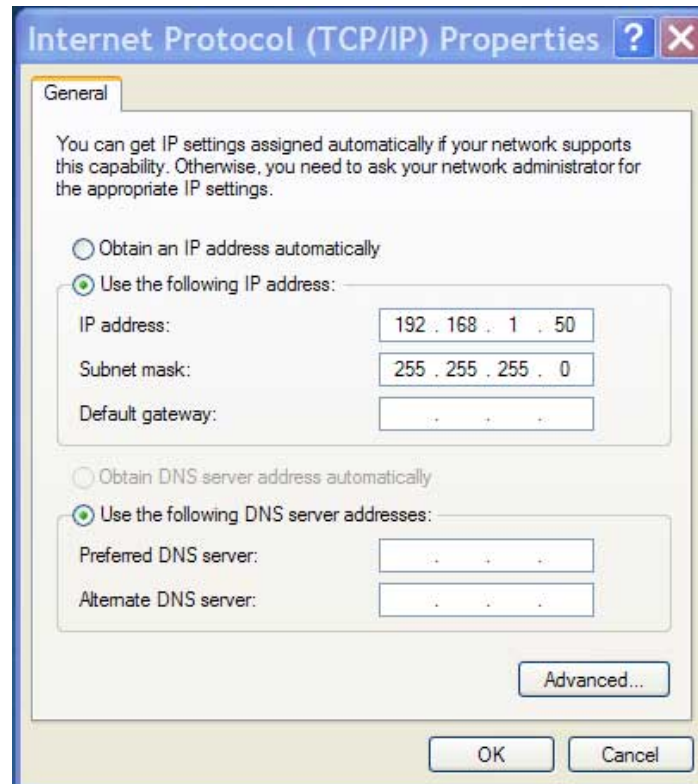 Internet Protocol (TCP/IP) Properties ? X
General
You can get IP settings assigned automatically if your network supports
this capability. Otherwise, you need to ask your network administrator for
the appropriate IP settings.
Obtain an IP address automatically
Use the following IP address:
IP address: 192 . 168 . 1 . 50
Subnet mask: 255 . 255 . 255 . 0
Default gateway: . . .
Obtain DNS server address automatically
Use the following DNS server addresses:
Preferred DNS server: . . .
Alternate DNS server: . . .
Advanced...
OK Cancel